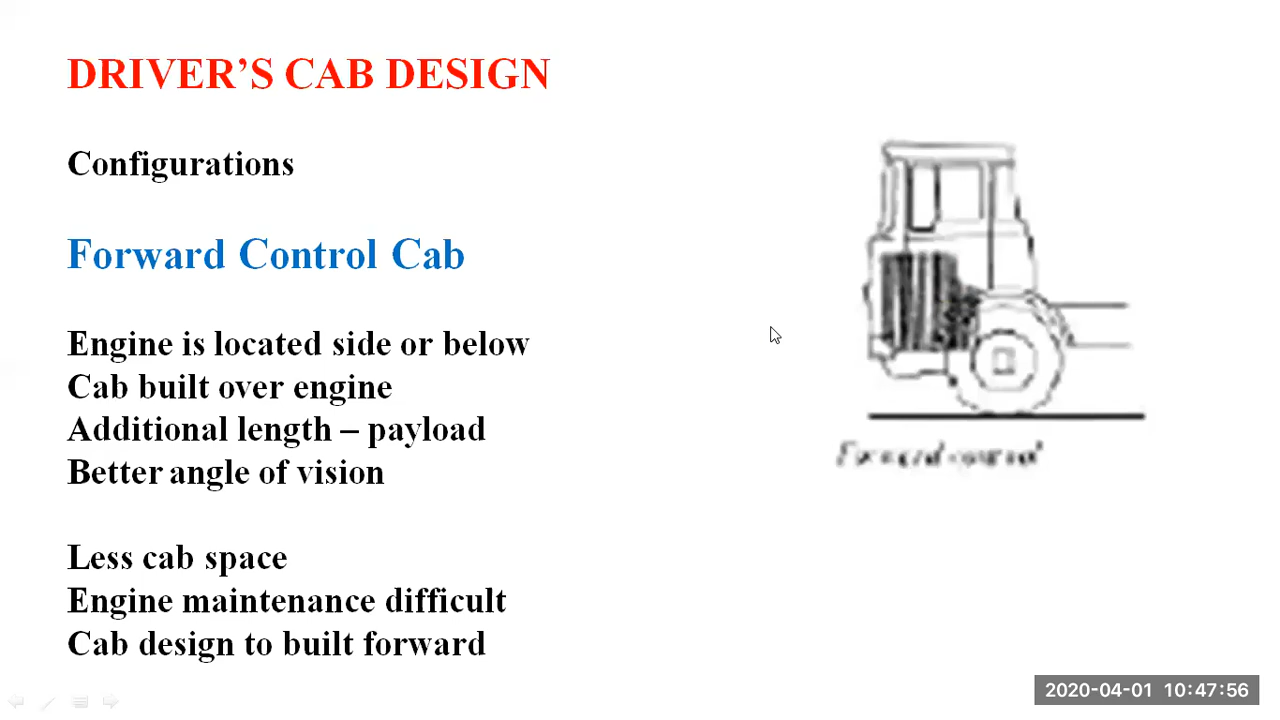 DRIVER’S CAB DESIGN
Configurations
Forward Control Cab
Engine is located side or below
Cab built over engine
Additional length – payload
Better angle of vision
Less cab space
Engine maintenance difficult
Cab design to built forward
Forward control
2020-04-01 10:47:56